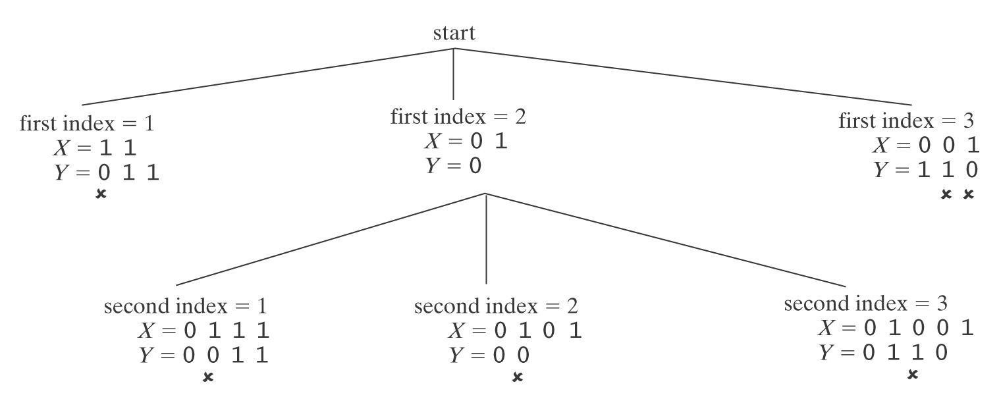 start
first index = 1
X = 0 1 1
Y = 0 1 1
✘
first index = 2
X = 0 1
Y = 0
first index = 3
X = 0 0 1
Y = 1 1 0
✘ ✘
second index = 1
X = 0 1 1 1
Y = 0 0 1 1
✘
second index = 2
X = 0 1 0 1
Y = 0 0
✘
second index = 3
X = 0 1 0 0 1
Y = 0 1 1 0
✘